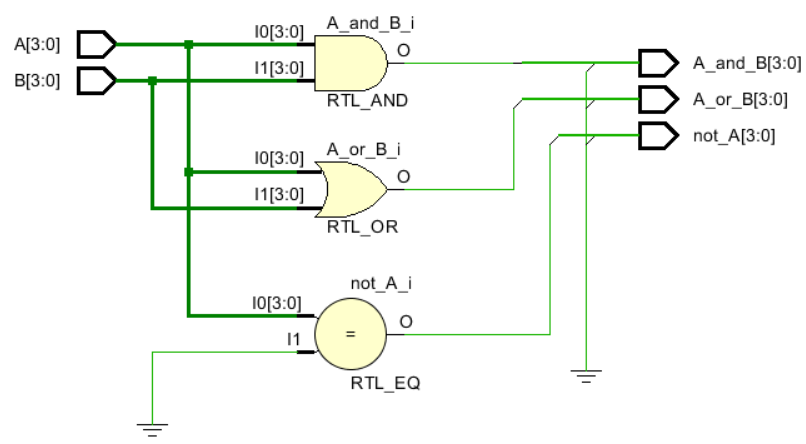 A[3:0]
B[3:0]
I0[3:0]
I1[3:0]
A_and_B_i
O
RTL_AND
I0[3:0]
I1[3:0]
A_or_B_i
O
RTL_OR
I0[3:0]
I1
not_A_i
=
O
RTL_EQ
A_and_B[3:0]
A_or_B[3:0]
not_A[3:0]